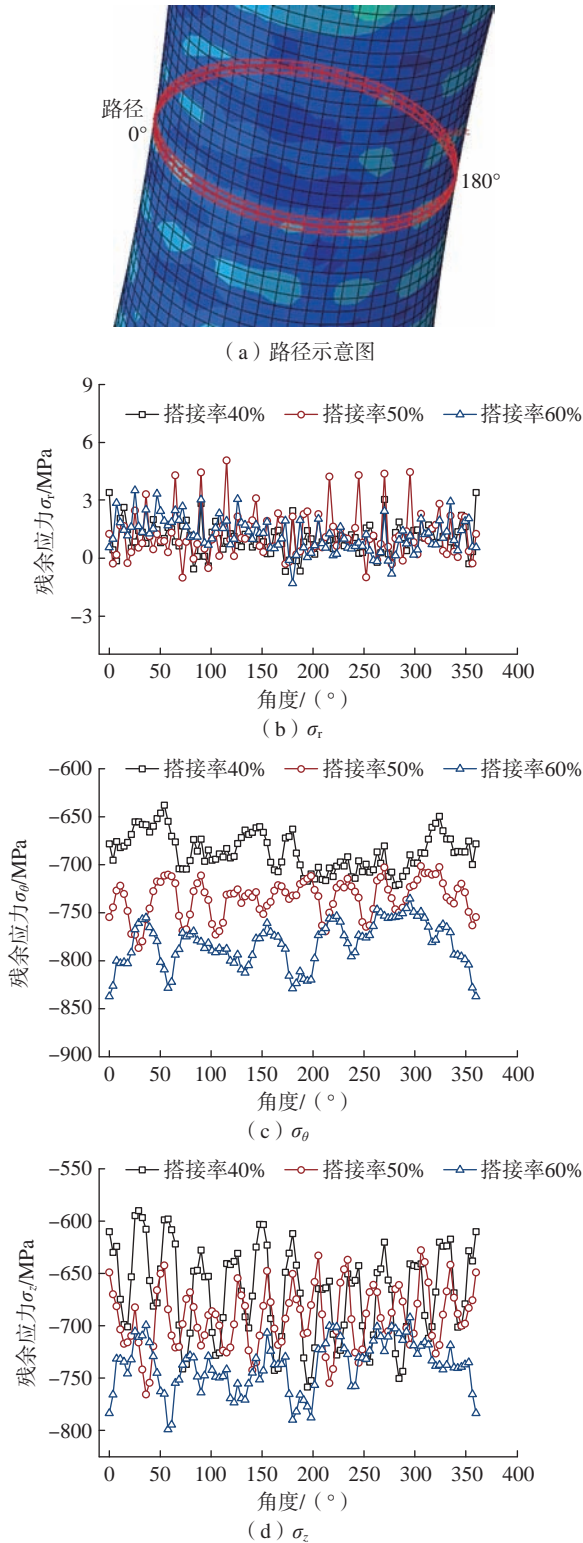 路径
0°
180°
(a)路径示意图
9
搭接率40% 搭接率50% 搭接率60%
6
3
0
-3
残余应力σr/MPa
0 50 100 150 200 250 300 350 400
角度/(°)
(b)σr
-600
搭接率40% 搭接率50% 搭接率60%
-650
-700
-750
-800
-850
-900
残余应力σθ/MPa
0 50 100 150 200 250 300 350 400
角度/(°)
(c)σθ
-550
搭接率40% 搭接率50% 搭接率60%
-600
-650
-700
-750
-800
残余应力σz/MPa
0 50 100 150 200 250 300 350 400
角度/(°)
(d)σz